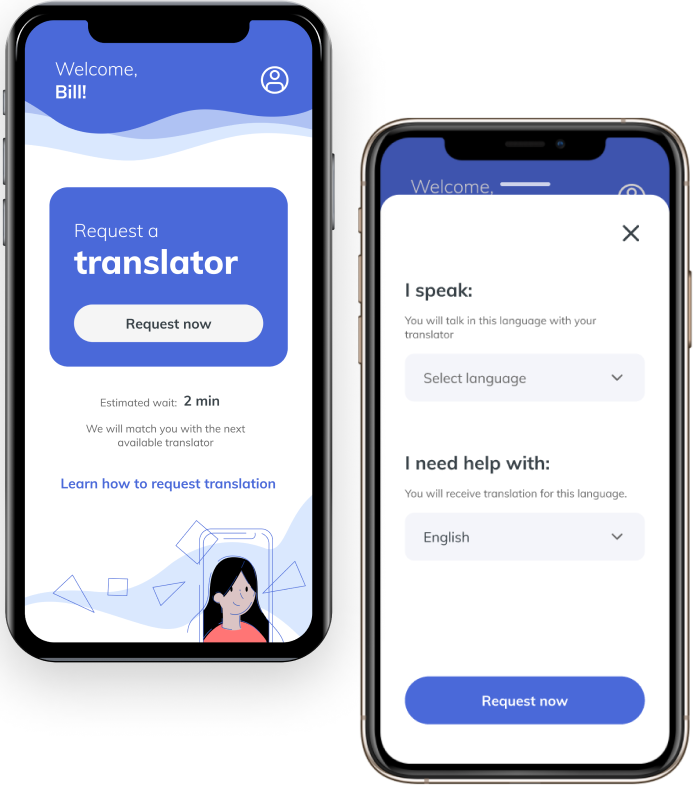 Welcome,
Bill!
Request a
translator
Request now
Estimated wait: 2 min
We will match you with the next
available translator
Learn how to request translation
Welcome,
I speak:
You will talk in this language with your
translator
Select language
I need help with:
You will receive translation for this language.
English
Request now